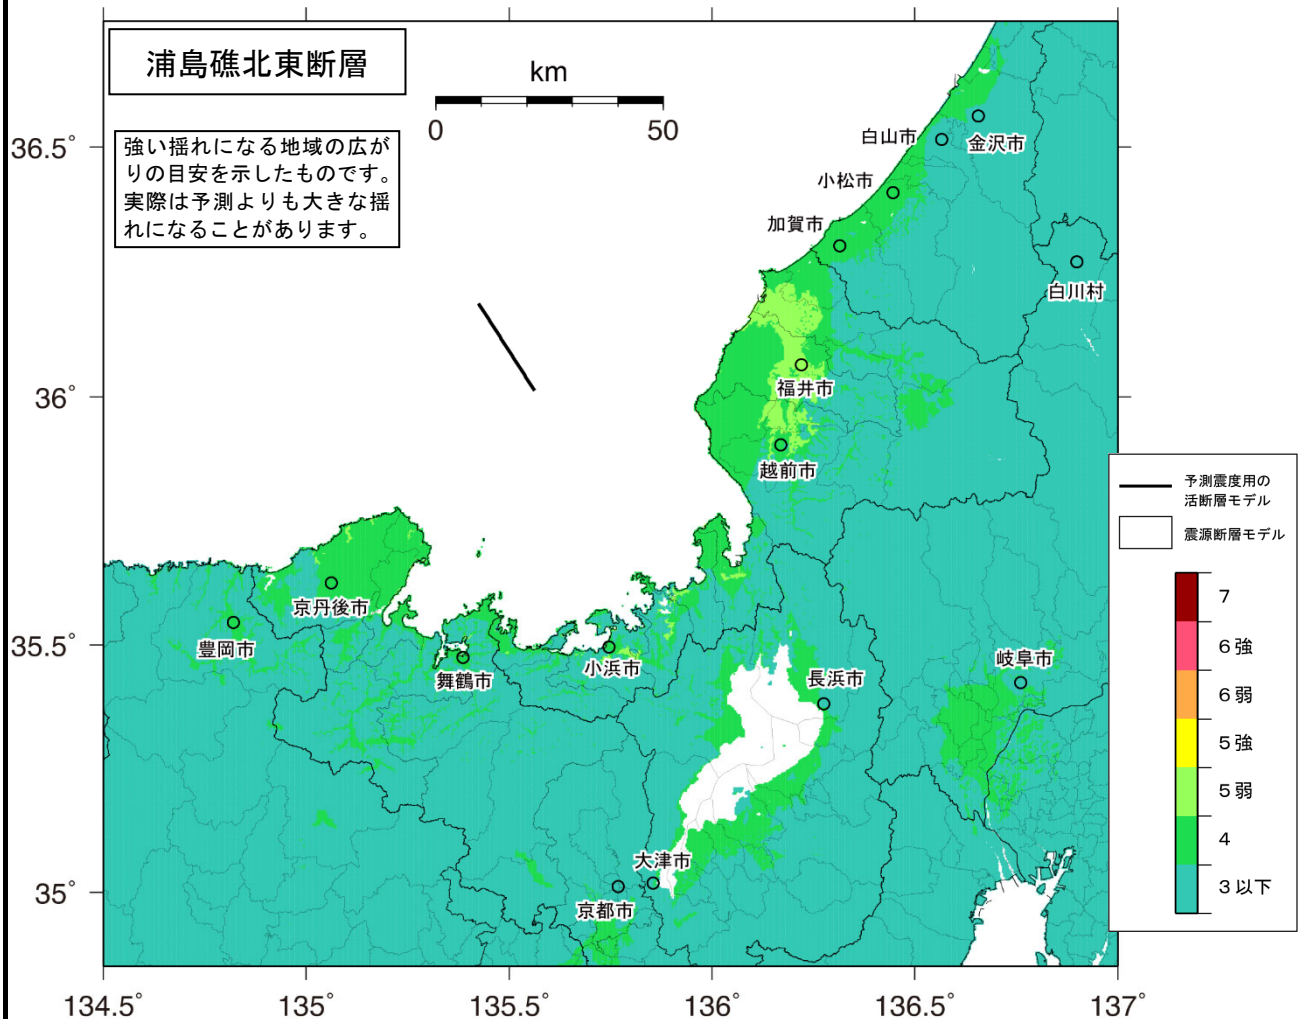 浦島礁北東断層
km
0
50
強い揺れになる地域の広が
りの目安を示したものです。
実際は予測よりも大きな揺
れになることがあります。
36.5°
36°
35.5°
35°
134.5°
135°
135.5°
136°
136.5°
137°
白山市
金沢市
小松市
加賀市
白川村
福井市
越前市
京丹後市
豊岡市
舞鶴市
小浜市
長浜市
岐阜市
大津市
京都市
予測震度用の
活断層モデル
震源断層モデル
7
6強
6弱
5強
5弱
4
3以下